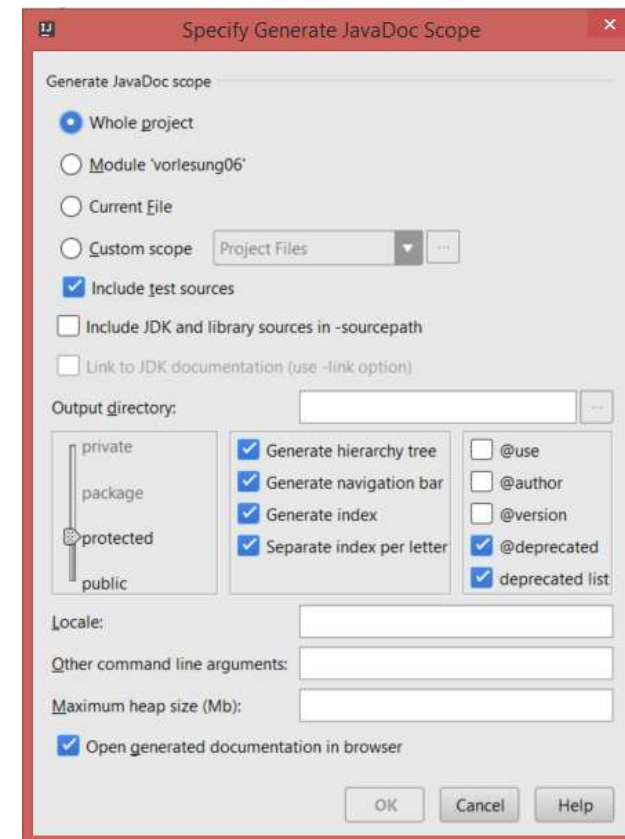 IJ
Specify Generate JavaDoc Scope
Generate JavaDoc scope
Whole project
Module 'vorlesung06'
Current File
Custom scope Project Files ...
Include test sources
Include JDK and library sources in -sourcepath
Link to JDK documentation (use -link option)
Output directory: ...
private
package
protected
public
Generate hierarchy tree
Generate navigation bar
Generate index
Separate index per letter
@use
@author
@version
@deprecated
deprecated list
Locale:
Other command line arguments:
Maximum heap size (Mb):
Open generated documentation in browser
OK Cancel Help